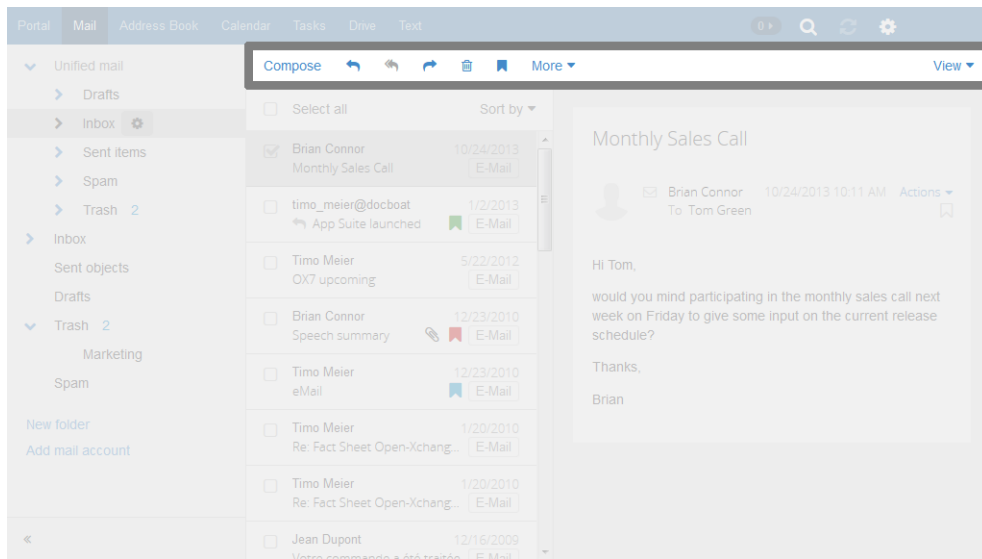 Portal Mail Address Book Calendar Tasks Drive Text 0
Compose More View
Unified mail
Drafts
Inbox
Sent items
Spam
Trash 2
Inbox
Sent objects
Drafts
Trash 2
Marketing
Spam
New folder
Add mail account
«
Select all Sort by
Brian Connor 10/24/2013
Monthly Sales Call E-Mail
timo_meier@docboat 1/2/2013
App Suite launched E-Mail
Timo Meier 5/22/2012
OX7 upcoming E-Mail
Brian Connor 12/23/2010
Speech summary E-Mail
Timo Meier 12/23/2010
eMail E-Mail
Timo Meier 1/20/2010
Re: Fact Sheet Open-Xchang... E-Mail
Timo Meier 1/20/2010
Re: Fact Sheet Open-Xchang... E-Mail
Jean Dupont 12/16/2009
Votre commande a été traitée E-Mail
Monthly Sales Call
Brian Connor 10/24/2013 10:11 AM Actions
To Tom Green
Hi Tom,
would you mind participating in the monthly sales call next
week on Friday to give some input on the current release
schedule?
Thanks,
Brian